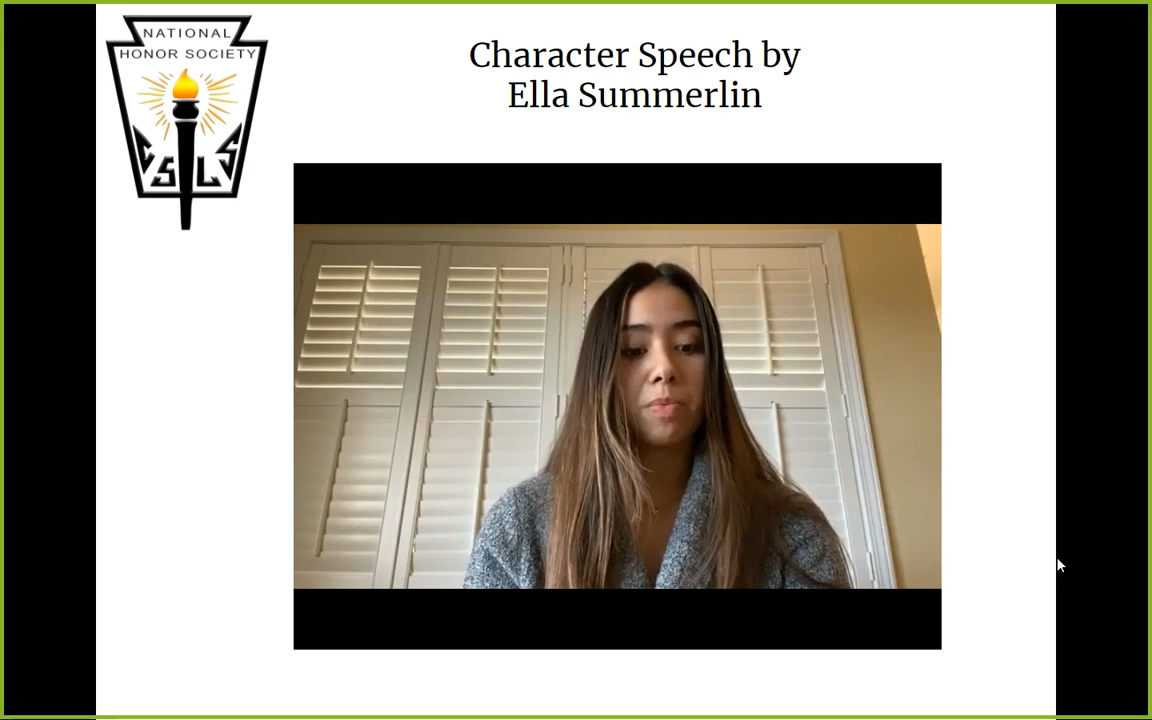 NATIONAL
HONOR SOCIETY
C S L S
Character Speech by
Ella Summerlin